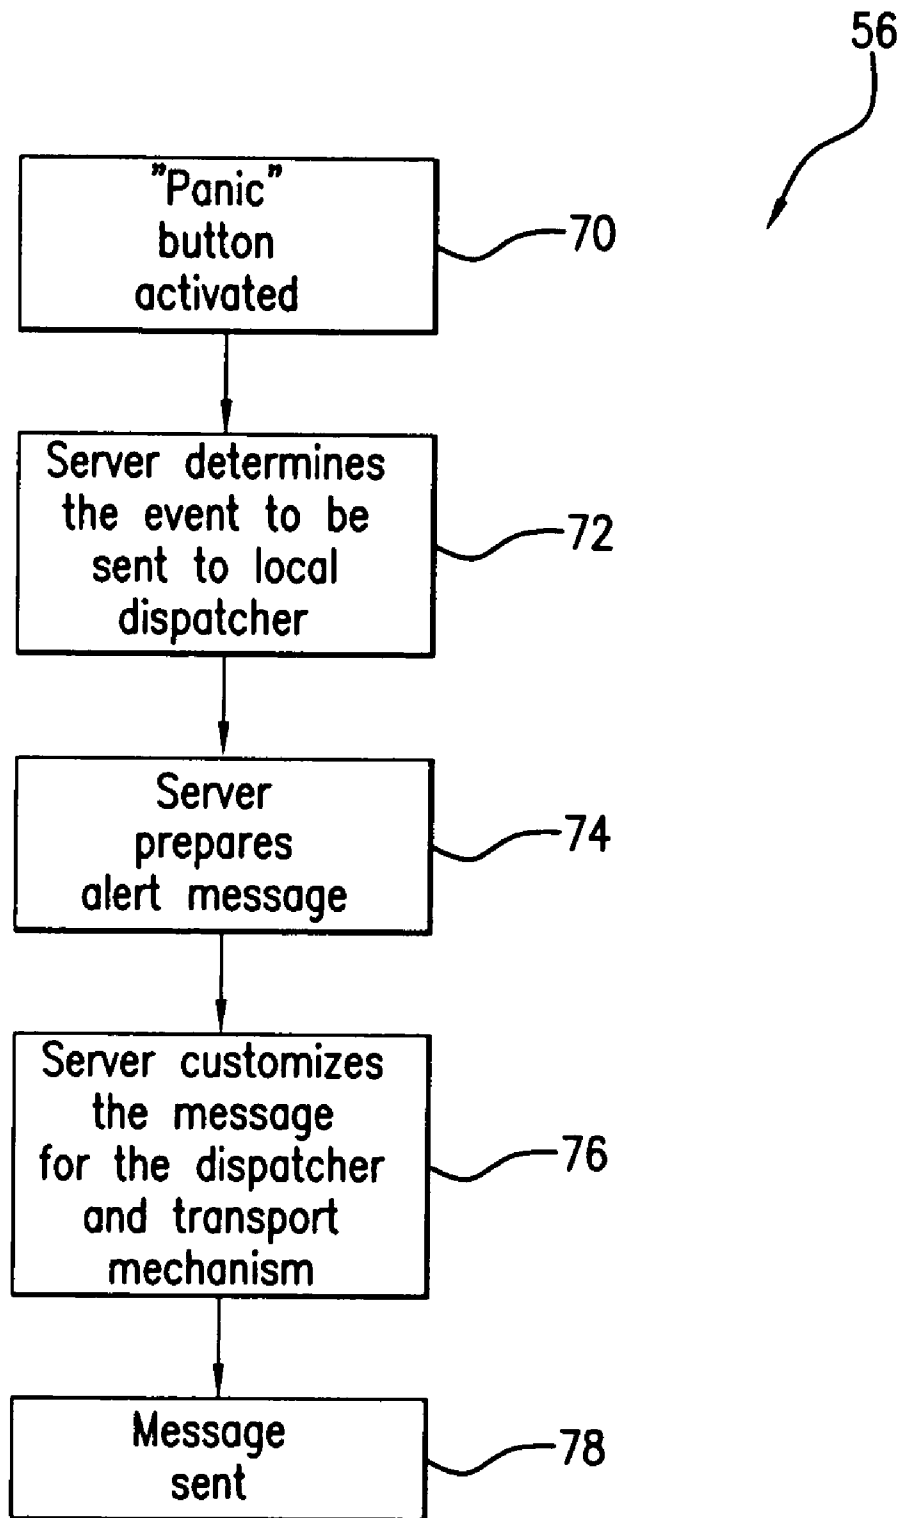 56
"Panic"
button
activated
70
Server determines
the event to be
sent to local
dispatcher
72
Server
prepares
alert message
74
Server customizes
the message
for the dispatcher
and transport
mechanism
76
Message
sent
78